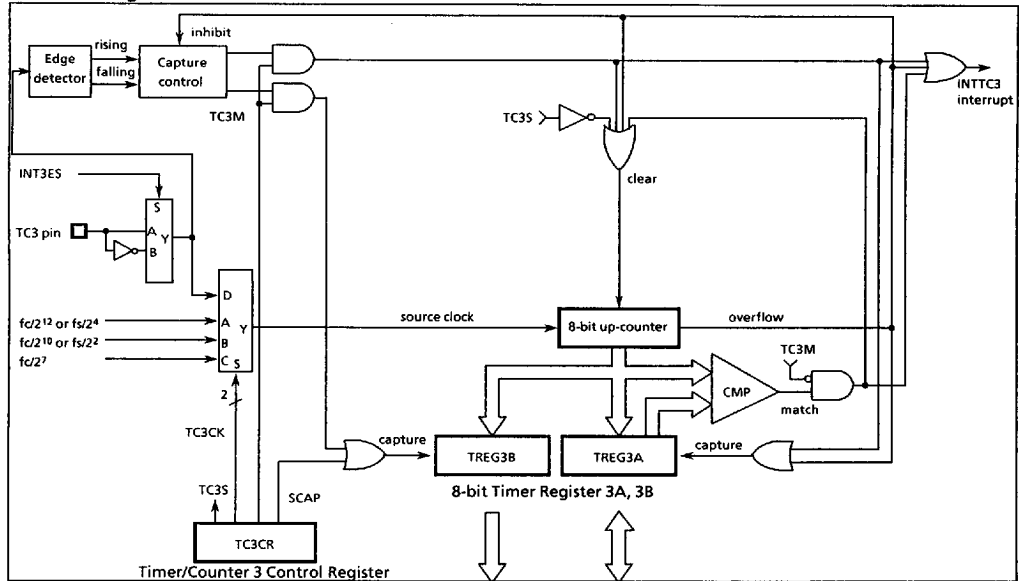 inhibit
rising
Edge
detector
falling
Capture
control
TC3M
TC3S
INTTC3
interrupt
clear
INT3ES
S
TC3 pin
A
Y
B
D
fc/2¹² or fs/2⁴
A
Y
fc/2¹⁰ or fs/2²
B
fc/2⁷
C
S
source clock
8-bit up-counter
overflow
TC3M
CMP
match
2
TC3CK
capture
TREG3B
TREG3A
capture
8-bit Timer Register 3A, 3B
TC3S
SCAP
TC3CR
Timer/Counter 3 Control Register